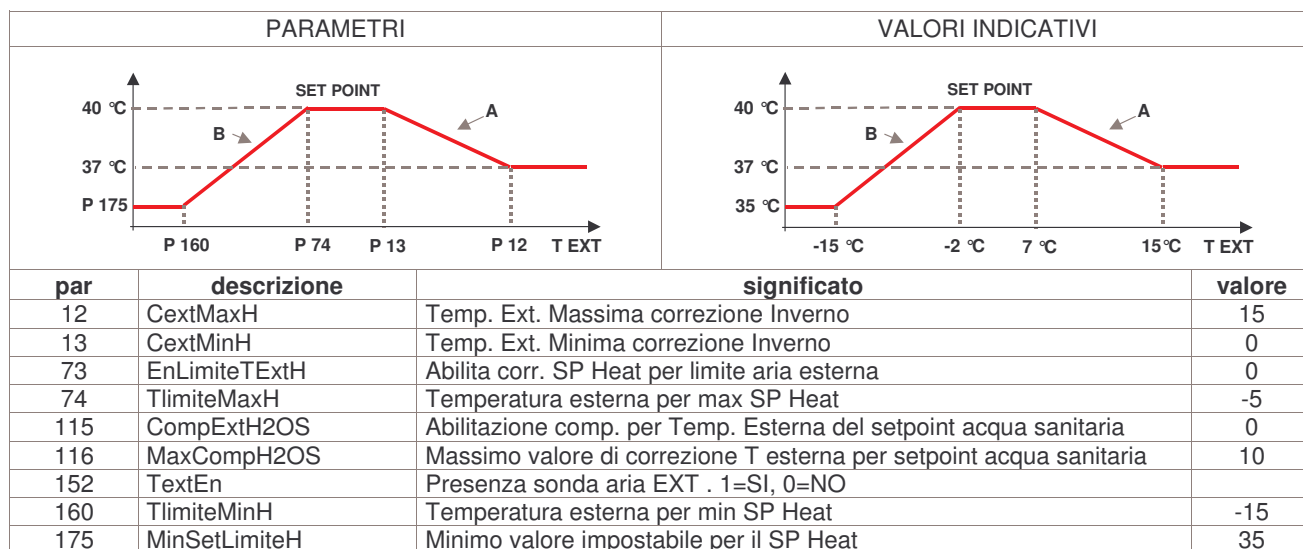 PARAMETRI
VALORI INDICATIVI
SET POINT
40 °C
A
B
37 °C
P 175
P 160 P 74 P 13 P 12 T EXT
SET POINT
40 °C
A
B
37 °C
35 °C
-15 °C -2 °C 7 °C 15°C T EXT
par descrizione significato valore
12 CextMaxH Temp. Ext. Massima correzione Inverno 15
13 CextMinH Temp. Ext. Minima correzione Inverno 0
73 EnLimiteTExtH Abilita corr. SP Heat per limite aria esterna 0
74 TlimiteMaxH Temperatura esterna per max SP Heat -5
115 CompExtH2OS Abilitazione comp. per Temp. Esterna del setpoint acqua sanitaria 0
116 MaxCompH2OS Massimo valore di correzione T esterna per setpoint acqua sanitaria 10
152 TextEn Presenza sonda aria EXT . 1=SI, 0=NO
160 TlimiteMinH Temperatura esterna per min SP Heat -15
175 MinSetLimiteH Minimo valore impostabile per il SP Heat 35